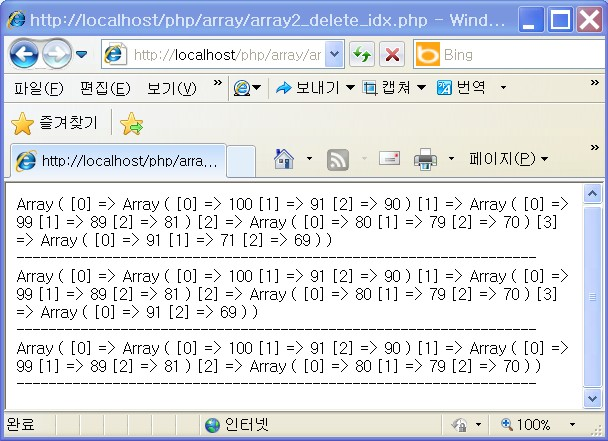 http://localhost/php/array/array2_delete_idx.php - Wind...
http://localhost/php/array/ar
Bing
파일(F) 편집(E) 보기(V) » 보내기 캡쳐 번역 »
즐겨찾기
http://localhost/php/arra... 페이지(P) »
Array ( [0] => Array ( [0] => 100 [1] => 91 [2] => 90 ) [1] => Array ( [0] =>
99 [1] => 89 [2] => 81 ) [2] => Array ( [0] => 80 [1] => 79 [2] => 70 ) [3]
=> Array ( [0] => 91 [1] => 71 [2] => 69 ) )
--------------------------------------------------------------
Array ( [0] => Array ( [0] => 100 [1] => 91 [2] => 90 ) [1] => Array ( [0] =>
99 [1] => 89 [2] => 81 ) [2] => Array ( [0] => 80 [1] => 79 [2] => 70 ) [3]
=> Array ( [0] => 91 [2] => 69 ) )
--------------------------------------------------------------
Array ( [0] => Array ( [0] => 100 [1] => 91 [2] => 90 ) [1] => Array ( [0] =>
99 [1] => 89 [2] => 81 ) [2] => Array ( [0] => 80 [1] => 79 [2] => 70 ) )
--------------------------------------------------------------
완료 인터넷 100%